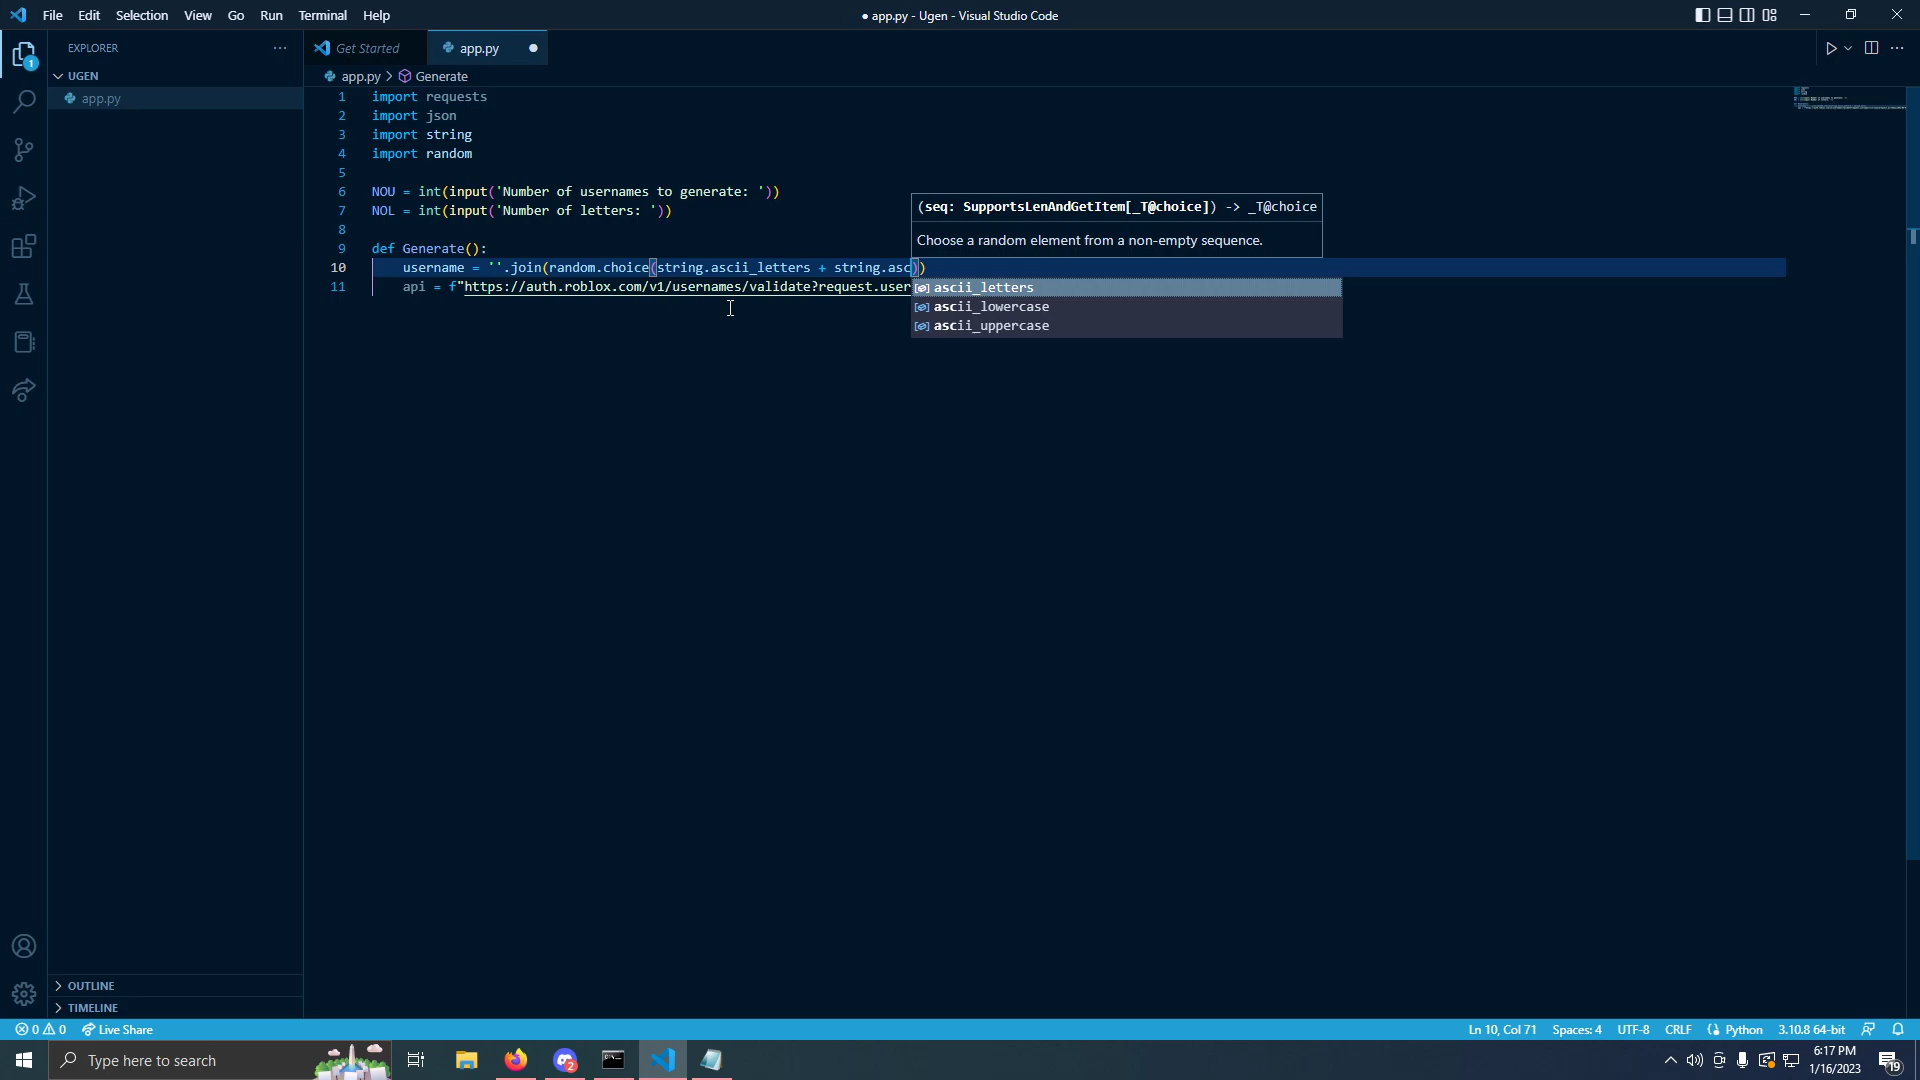 File Edit Selection View Go Run Terminal Help
● app.py - Ugen - Visual Studio Code
EXPLORER
Get Started
app.py
UGEN
app.py > Generate
app.py
1 import requests
2 import json
3 import string
4 import random
5
6 NOU = int(input('Number of usernames to generate: '))
7 NOL = int(input('Number of letters: '))
(seq: SupportsLenAndGetItem[_T@choice]) -> _T@choice
8
Choose a random element from a non-empty sequence.
9 def Generate():
10 username = ''.join(random.choice(string.ascii_letters + string.asc))
11 api = f"https://auth.roblox.com/v1/usernames/validate?request.user
ascii_letters
ascii_lowercase
ascii_uppercase
1
OUTLINE
TIMELINE
0 0 Live Share
Ln 10, Col 71 Spaces: 4 UTF-8 CRLF Python 3.10.8 64-bit
Type here to search
2
6:17 PM
1/16/2023
19